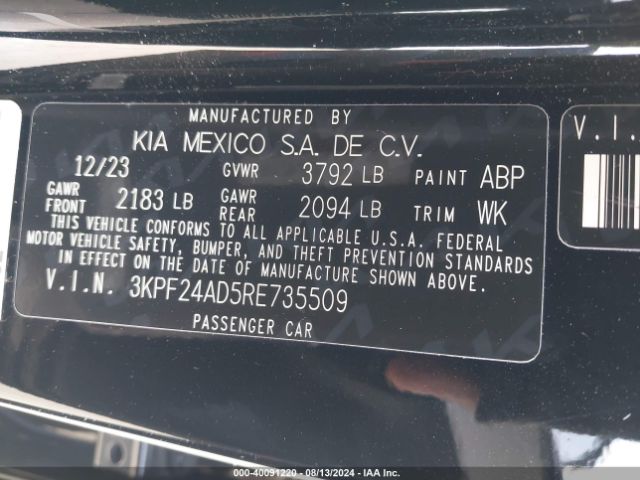 MANUFACTURED BY
KIA MEXICO S.A. DE C.V.
12/23 GVWR 3792 LB PAINT ABP
GAWR FRONT 2183 LB GAWR REAR 2094 LB TRIM WK
THIS VEHICLE CONFORMS TO ALL APPLICABLE U.S.A. FEDERAL
MOTOR VEHICLE SAFETY, BUMPER, AND THEFT PREVENTION STANDARDS
IN EFFECT ON THE DATE OF MANUFACTURE SHOWN ABOVE.
V.I.N. 3KPF24AD5RE735509
PASSENGER CAR
V.I.
000-40091220 - 08/13/2024 - IAA Inc.